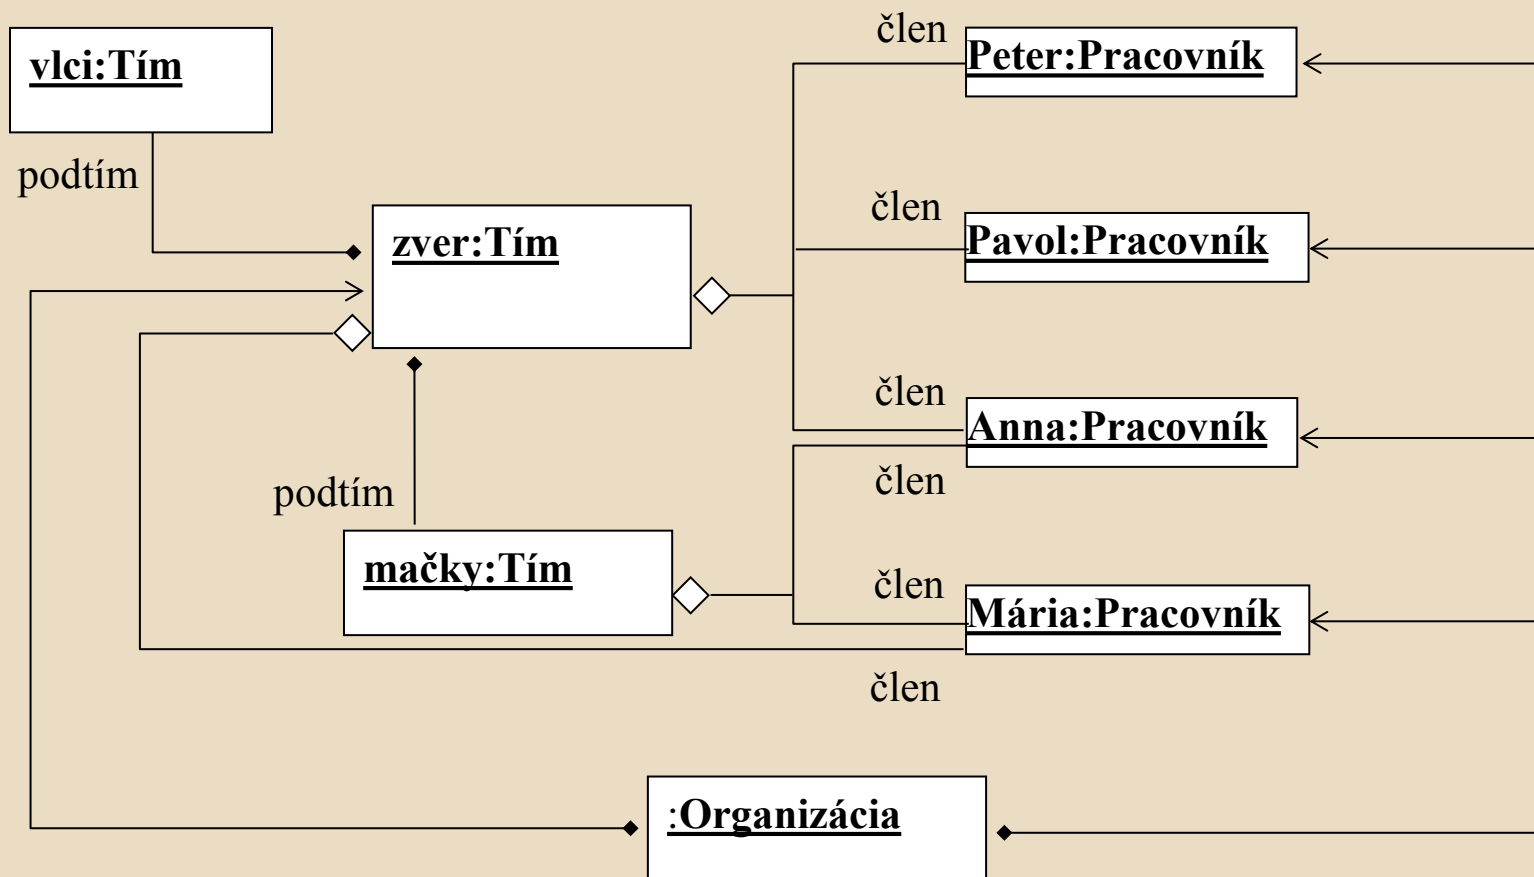 člen
Peter:Pracovník
vlci:Tím
podtím
člen
zver:Tím
Pavol:Pracovník
člen
Anna:Pracovník
člen
podtím
mačky:Tím
člen
Mária:Pracovník
člen
:Organizácia